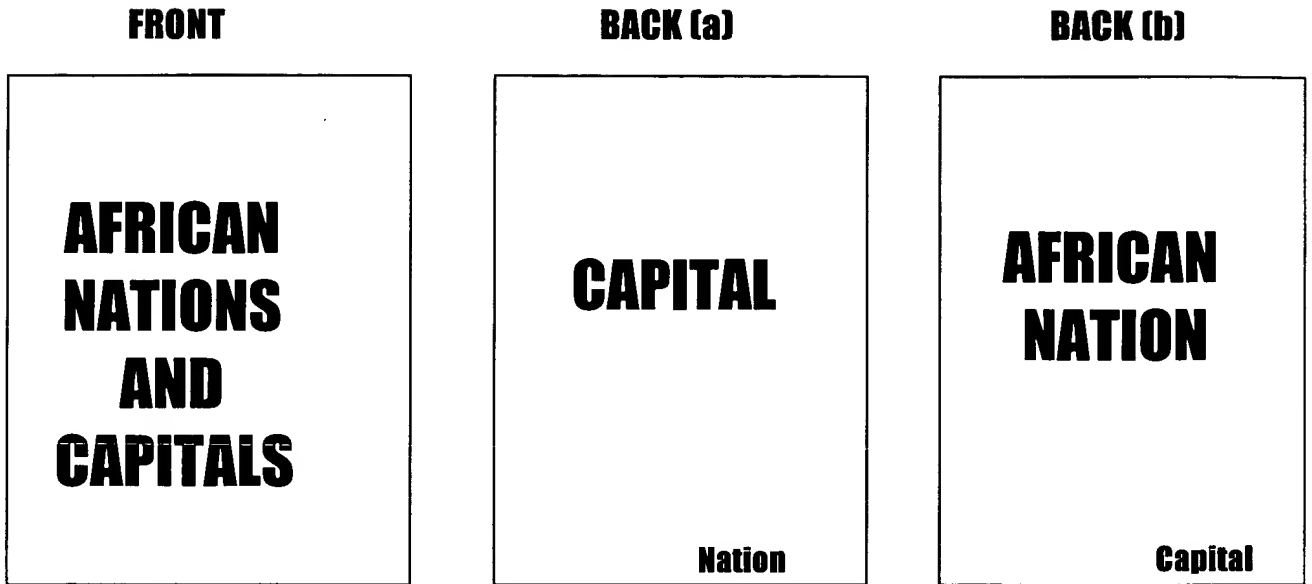 FRONT
AFRICAN
NATIONS
AND
CAPITALS
BACK (a)
CAPITAL
Nation
BACK (b)
AFRICAN
NATION
Capital